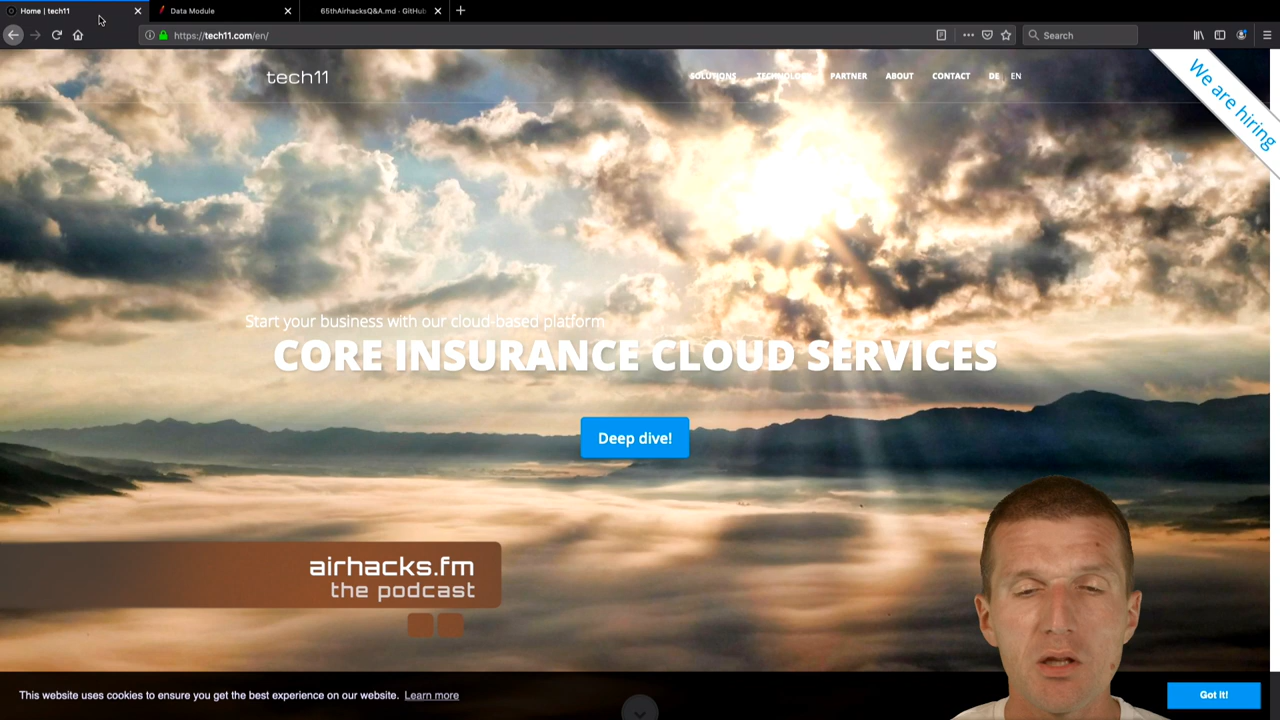 Home | tech11
Data Module
65thAirhacksQ&A.md - GitHub
https://tech11.com/en/
Search
tech11
SOLUTIONS
TECHNOLOGY
PARTNER
ABOUT
CONTACT
DE
EN
We are hiring
Start your business with our cloud-based platform
CORE INSURANCE CLOUD SERVICES
Deep dive!
airhacks.fm
the podcast
This website uses cookies to ensure you get the best experience on our website. Learn more
Got it!